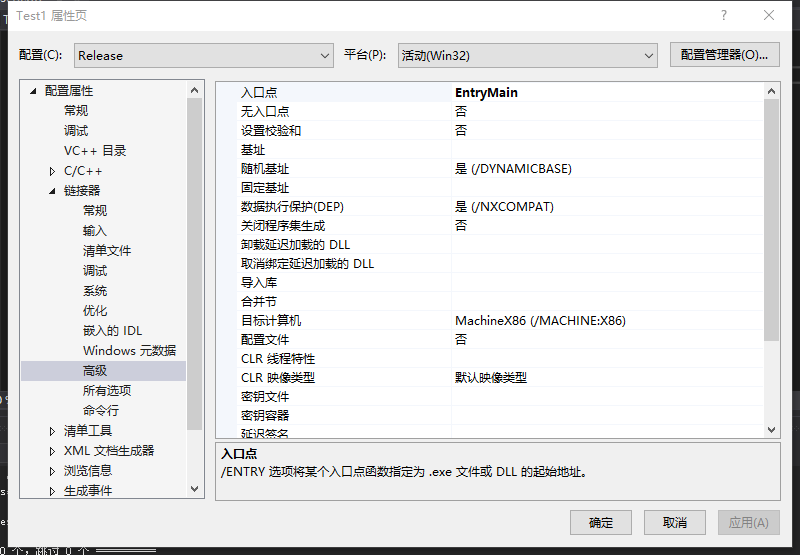 Test1 属性页
配置(C): Release 平台(P): 活动(Win32) 配置管理器(O)...
配置属性
常规
调试
VC++ 目录
C/C++
链接器
常规
输入
清单文件
调试
系统
优化
嵌入的 IDL
Windows 元数据
高级
所有选项
命令行
清单工具
XML 文档生成器
浏览信息
生成事件
入口点 EntryMain
无入口点 否
设置校验和 否
基址
随机基址 是 (/DYNAMICBASE)
固定基址
数据执行保护(DEP) 是 (/NXCOMPAT)
关闭程序集生成 否
卸载延迟加载的 DLL
取消绑定延迟加载的 DLL
导入库
合并节
目标计算机 MachineX86 (/MACHINE:X86)
配置文件 否
CLR 线程特性
CLR 映像类型 默认映像类型
密钥文件
密钥容器
延迟签名
入口点
/ENTRY 选项将某个入口点函数指定为 .exe 文件或 DLL 的起始地址。
确定 取消 应用(A)
0 个，跳过 0 个 ==========